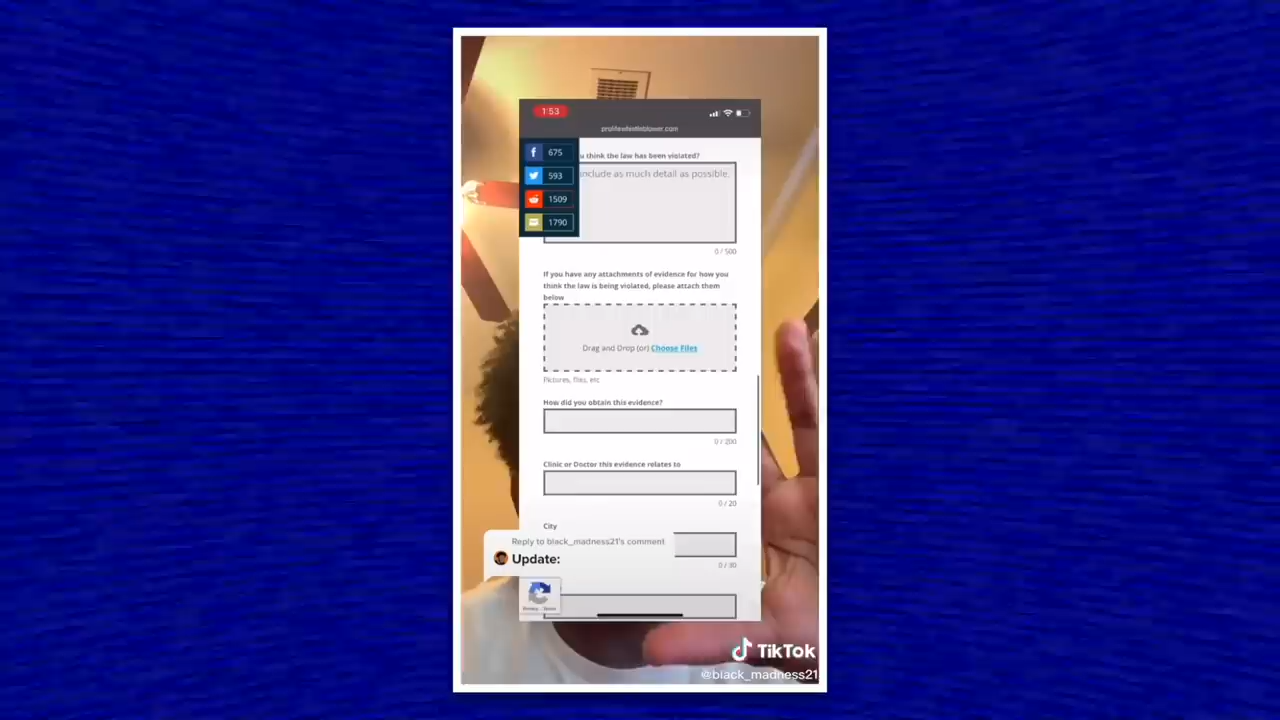 1:53
prolifewhistleblower.com
675
593
1509
1790
u think the law has been violated?
include as much detail as possible.
0 / 500
If you have any attachments of evidence for how you
think the law is being violated, please attach them
below
Drag and Drop (or) Choose Files
Pictures, files, etc
How did you obtain this evidence?
0 / 200
Clinic or Doctor this evidence relates to
0 / 20
City
0 / 30
Reply to black_madness21's comment
Update:
TikTok
@black_madness21